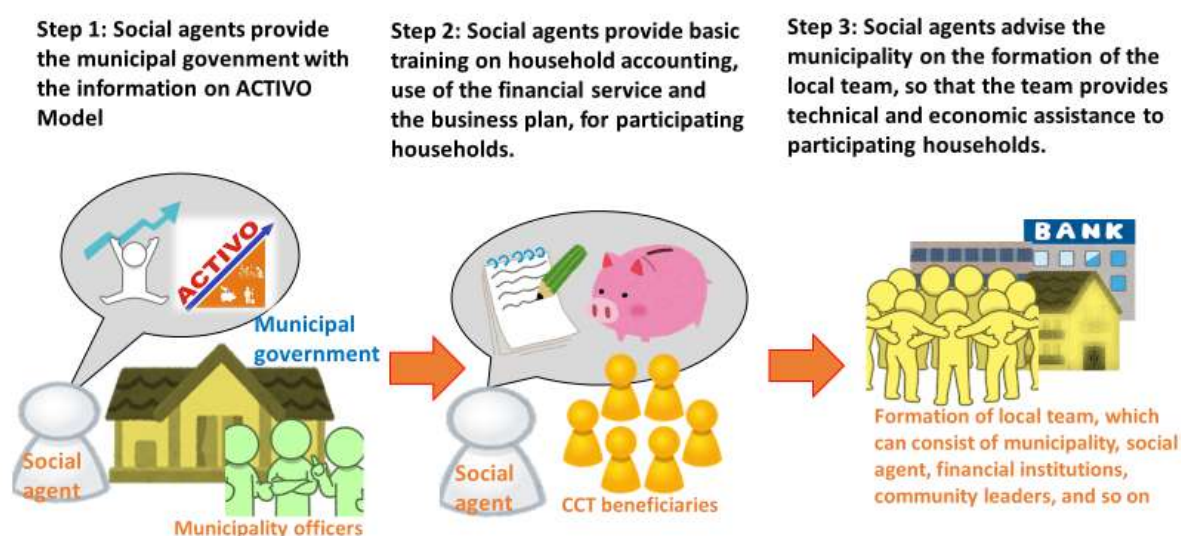 Step 1: Social agents provide
the municipal govenment with
the information on ACTIVO
Model
Step 2: Social agents provide basic
training on household accounting,
use of the financial service and
the business plan, for participating
households.
Step 3: Social agents advise the
municipality on the formation of the
local team, so that the team provides
technical and economic assistance to
participating households.
ACTIVO
Municipal
government
Social
agent
Municipality officers
Social
agent
CCT beneficiaries
BANK
Formation of local team, which
can consist of municipality, social
agent, financial institutions,
community leaders, and so on